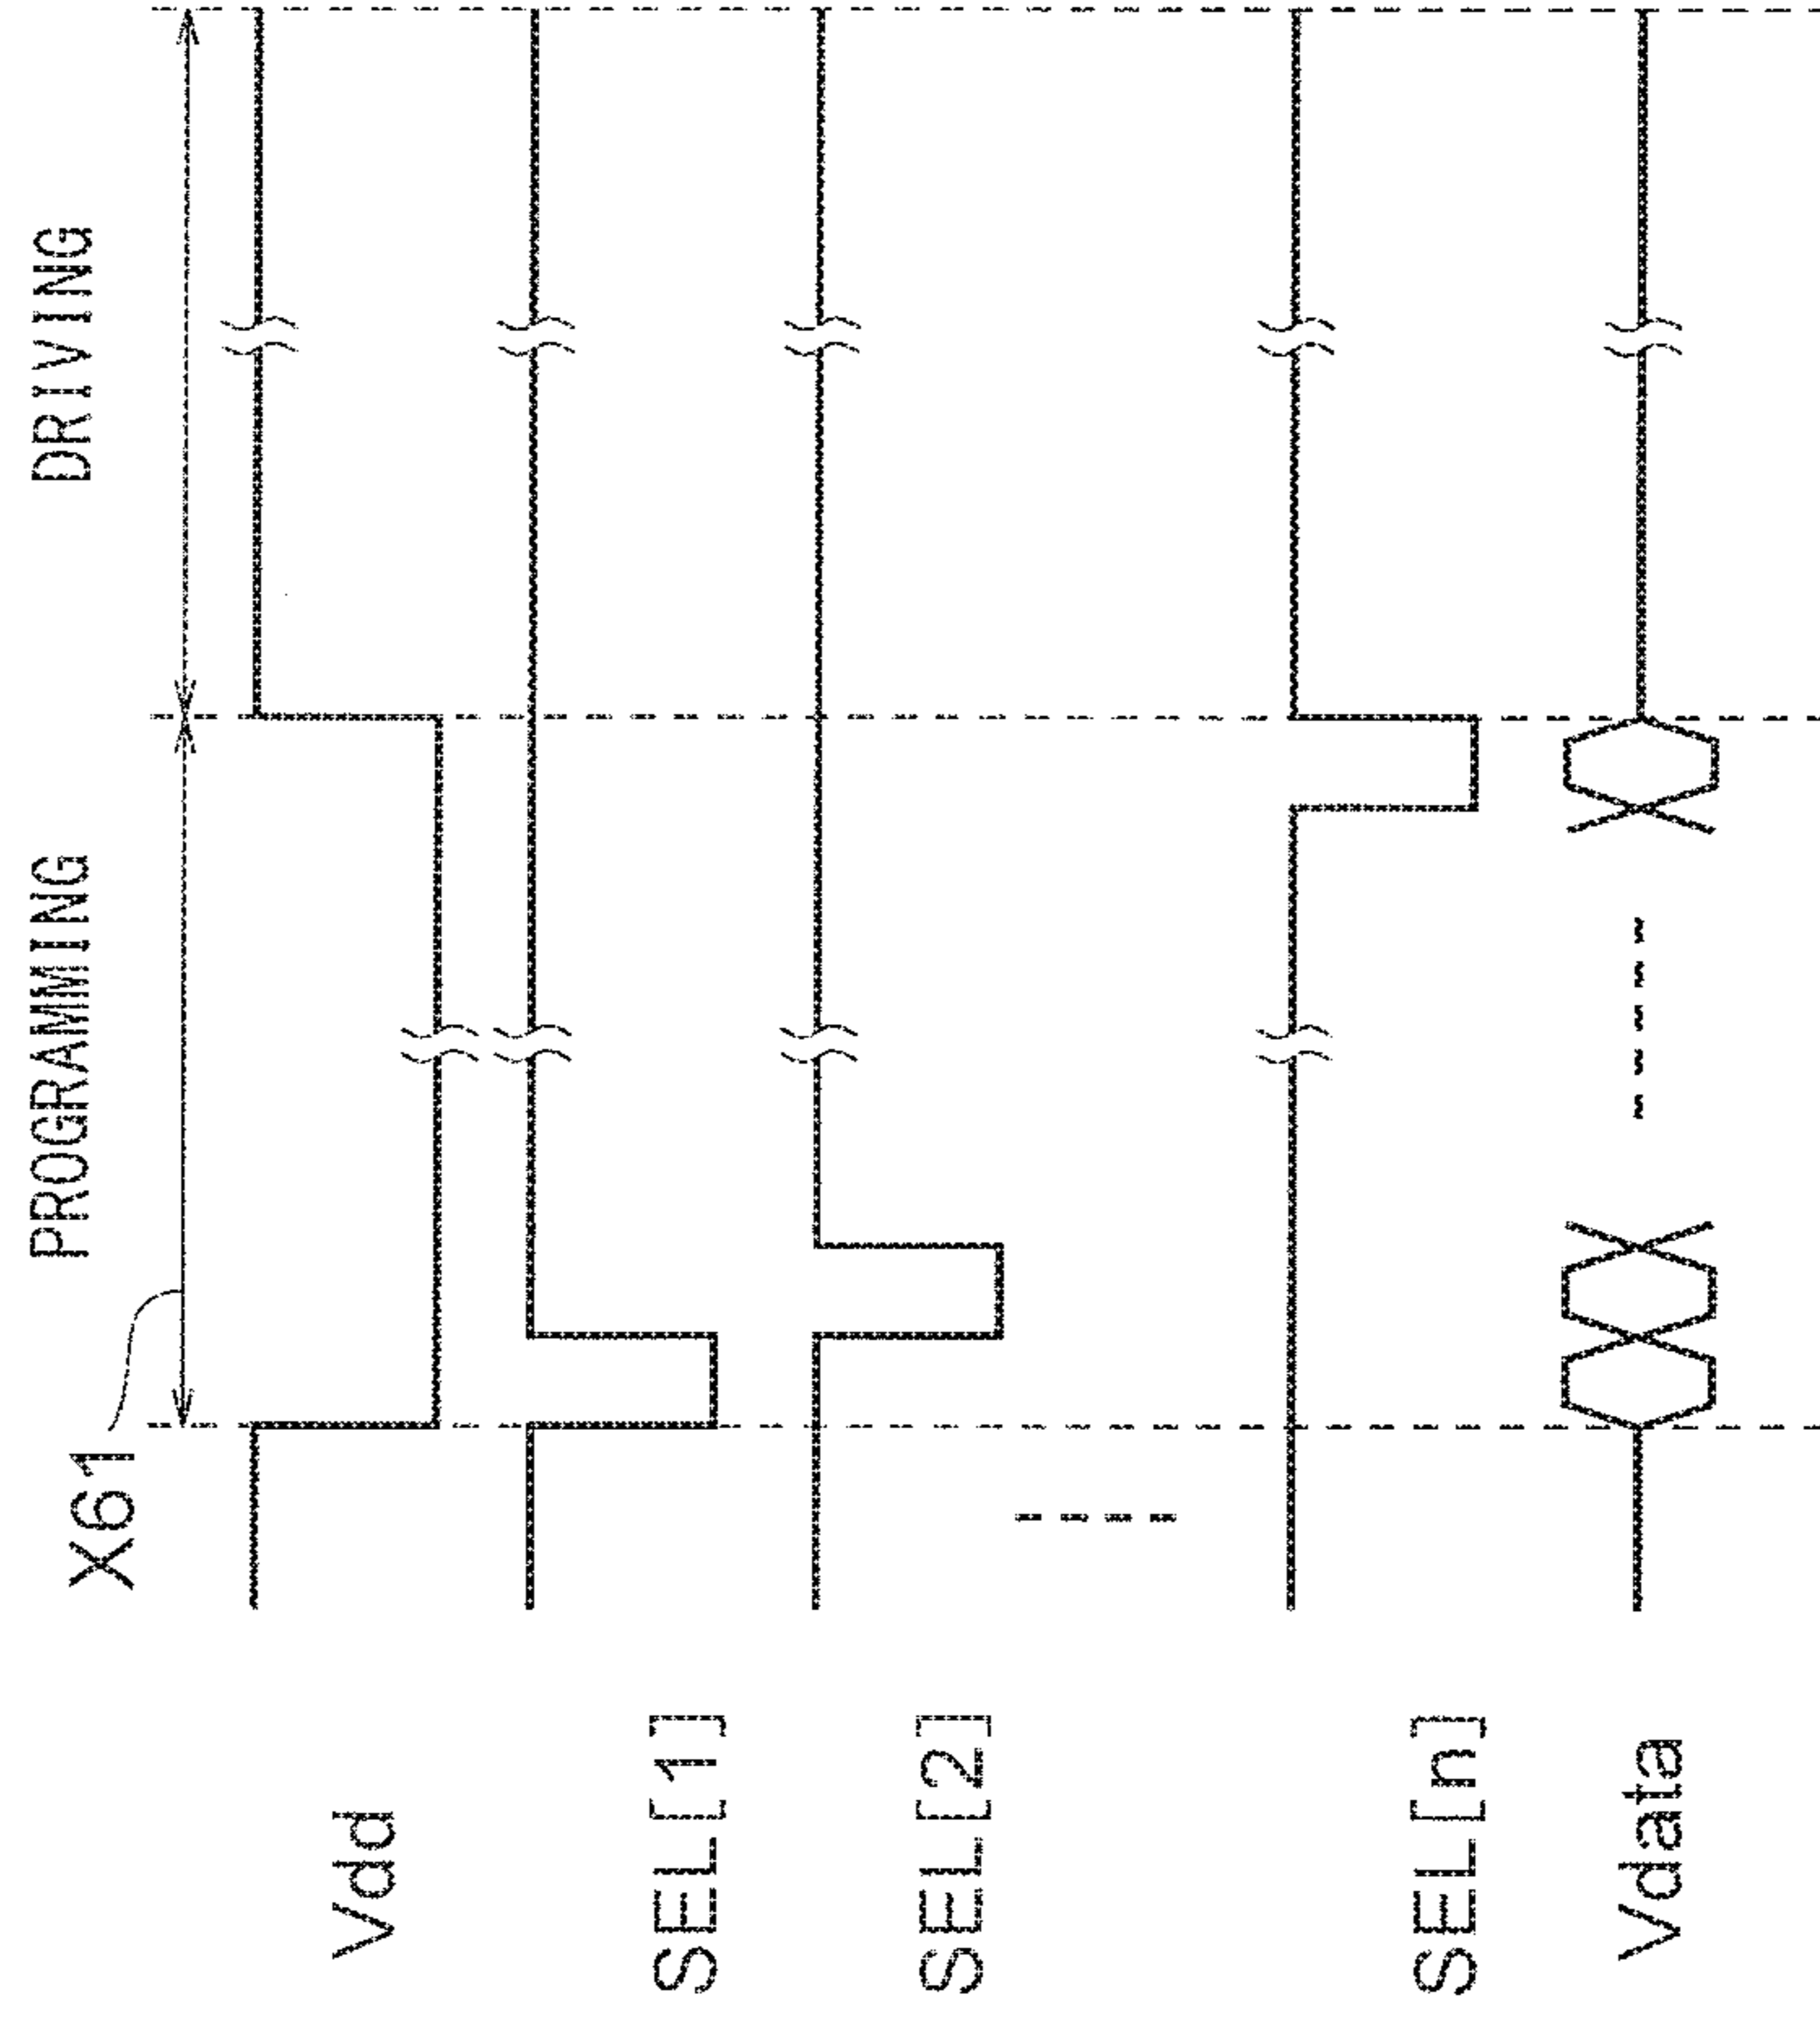 PROGRAMMING
DRIVING
X61
Vdd
SEL[1]
SEL[2]
SEL[n]
Vdata